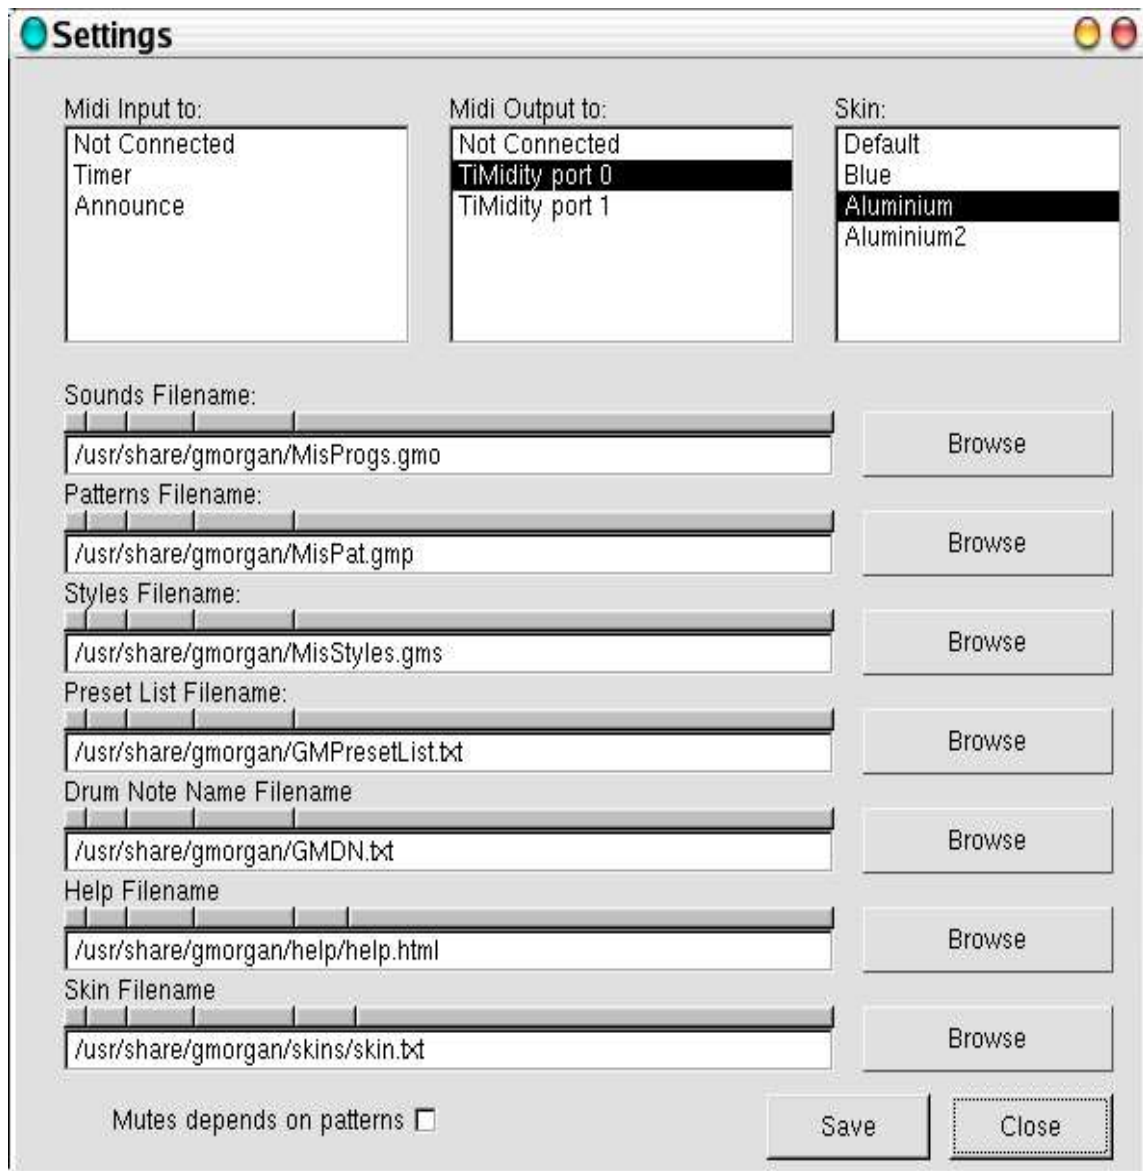 Settings
Midi Input to:
Not Connected
Timer
Announce
Midi Output to:
Not Connected
TiMidity port 0
TiMidity port 1
Skin:
Default
Blue
Aluminium
Aluminium2
Sounds Filename:
/usr/share/gmorgan/MisProgs.gmo
Browse
Patterns Filename:
/usr/share/gmorgan/MisPat.gmp
Browse
Styles Filename:
/usr/share/gmorgan/MisStyles.gms
Browse
Preset List Filename:
/usr/share/gmorgan/GMPresetList.txt
Browse
Drum Note Name Filename
/usr/share/gmorgan/GMDN.txt
Browse
Help Filename
/usr/share/gmorgan/help/help.html
Browse
Skin Filename
/usr/share/gmorgan/skins/skin.txt
Browse
Mutes depends on patterns
Save
Close